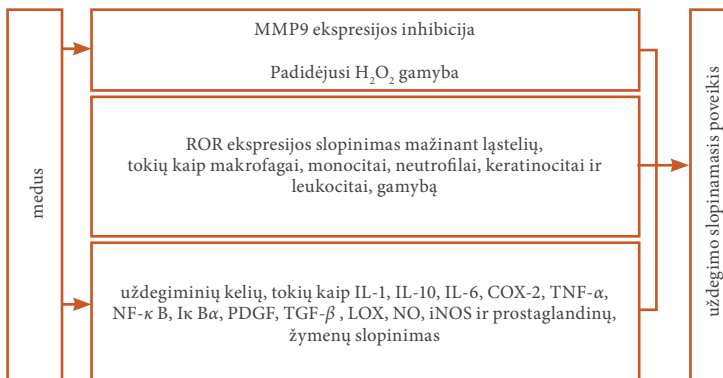 medus
MMP9 ekspresijos inhibicija
Padidėjusi H₂O₂ gamyba
ROR ekspresijos slopinimas mažinant ląstelių,
tokių kaip makrofagai, monocitai, neutrofilai, keratinocitai ir
leukocitai, gamybą
uždegiminių kelių, tokių kaip IL-1, IL-10, IL-6, COX-2, TNF-α,
NF-κ B, Iκ Bα, PDGF, TGF-β , LOX, NO, iNOS ir prostaglandinų,
žymenų slopinimas
uždegimo slopinamasis poveikis